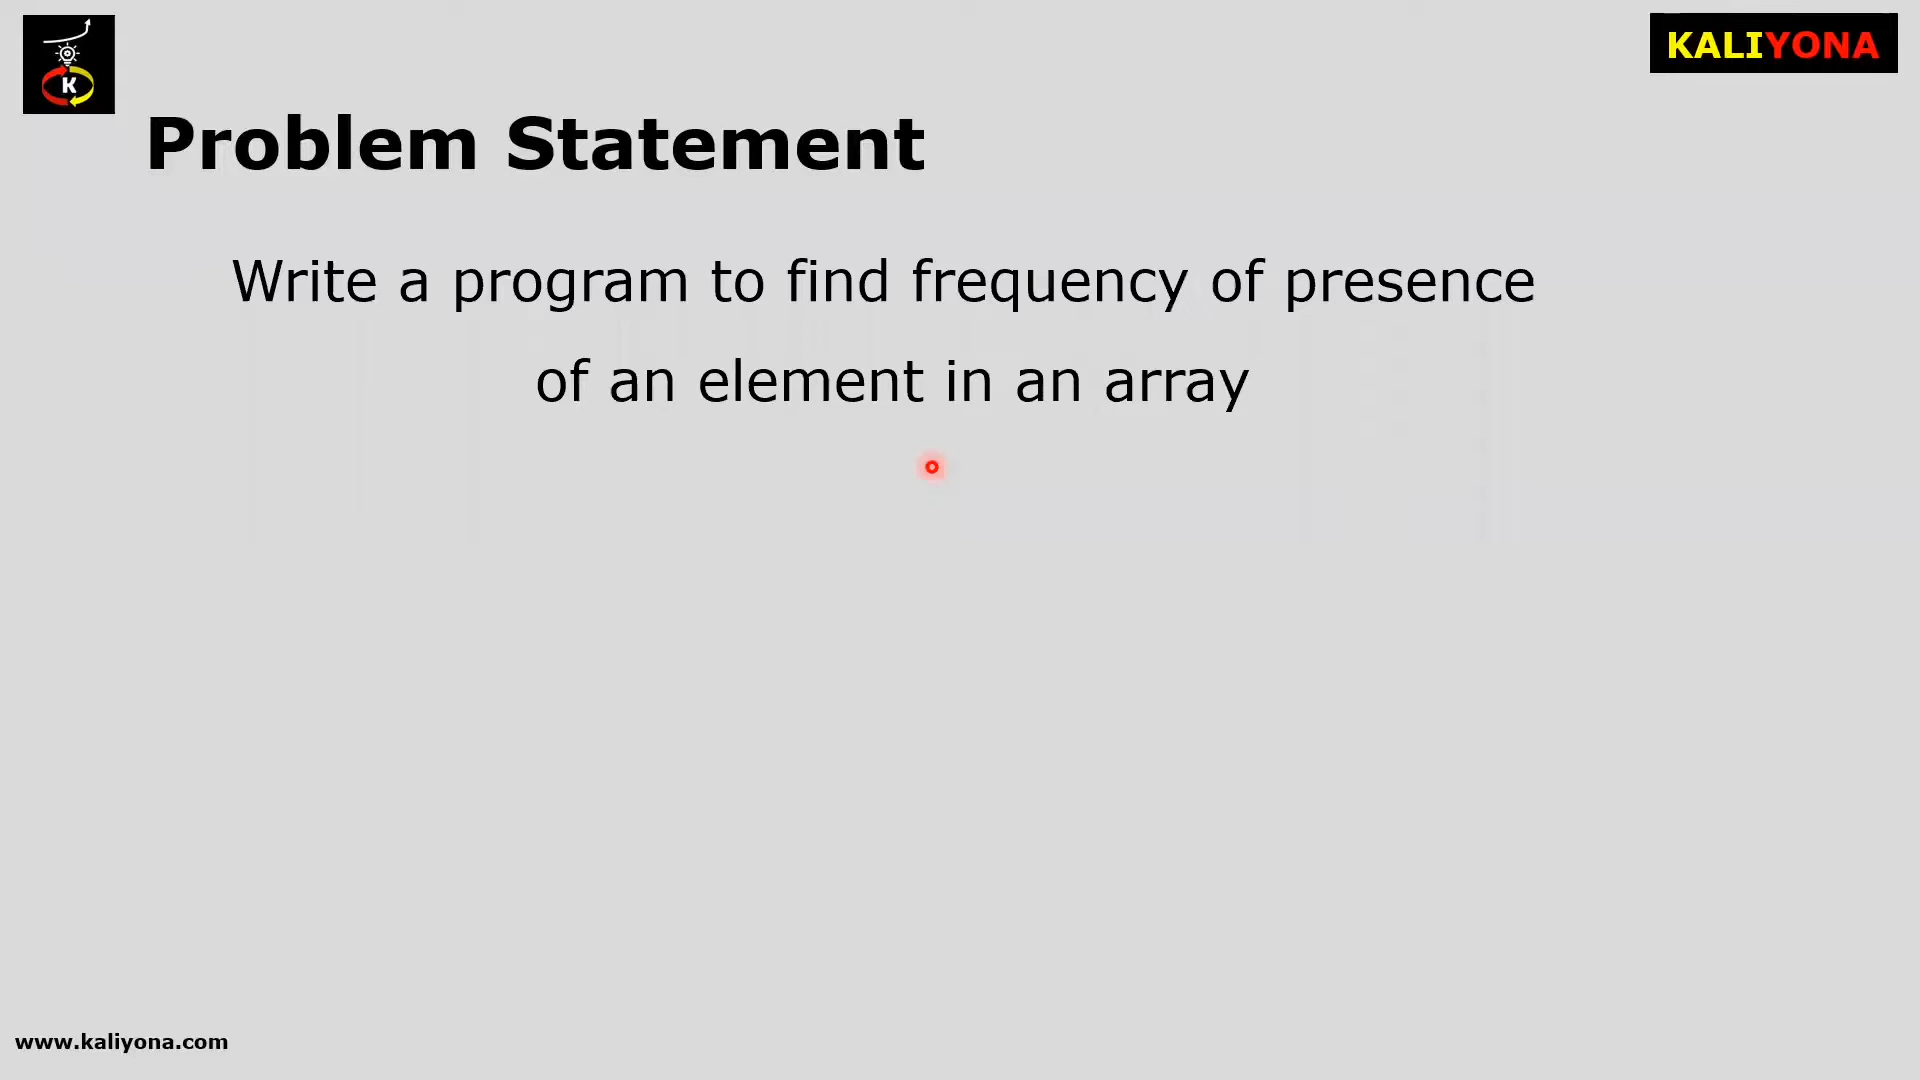 K
KALIYONA
Problem Statement
Write a program to find frequency of presence
of an element in an array
www.kaliyona.com